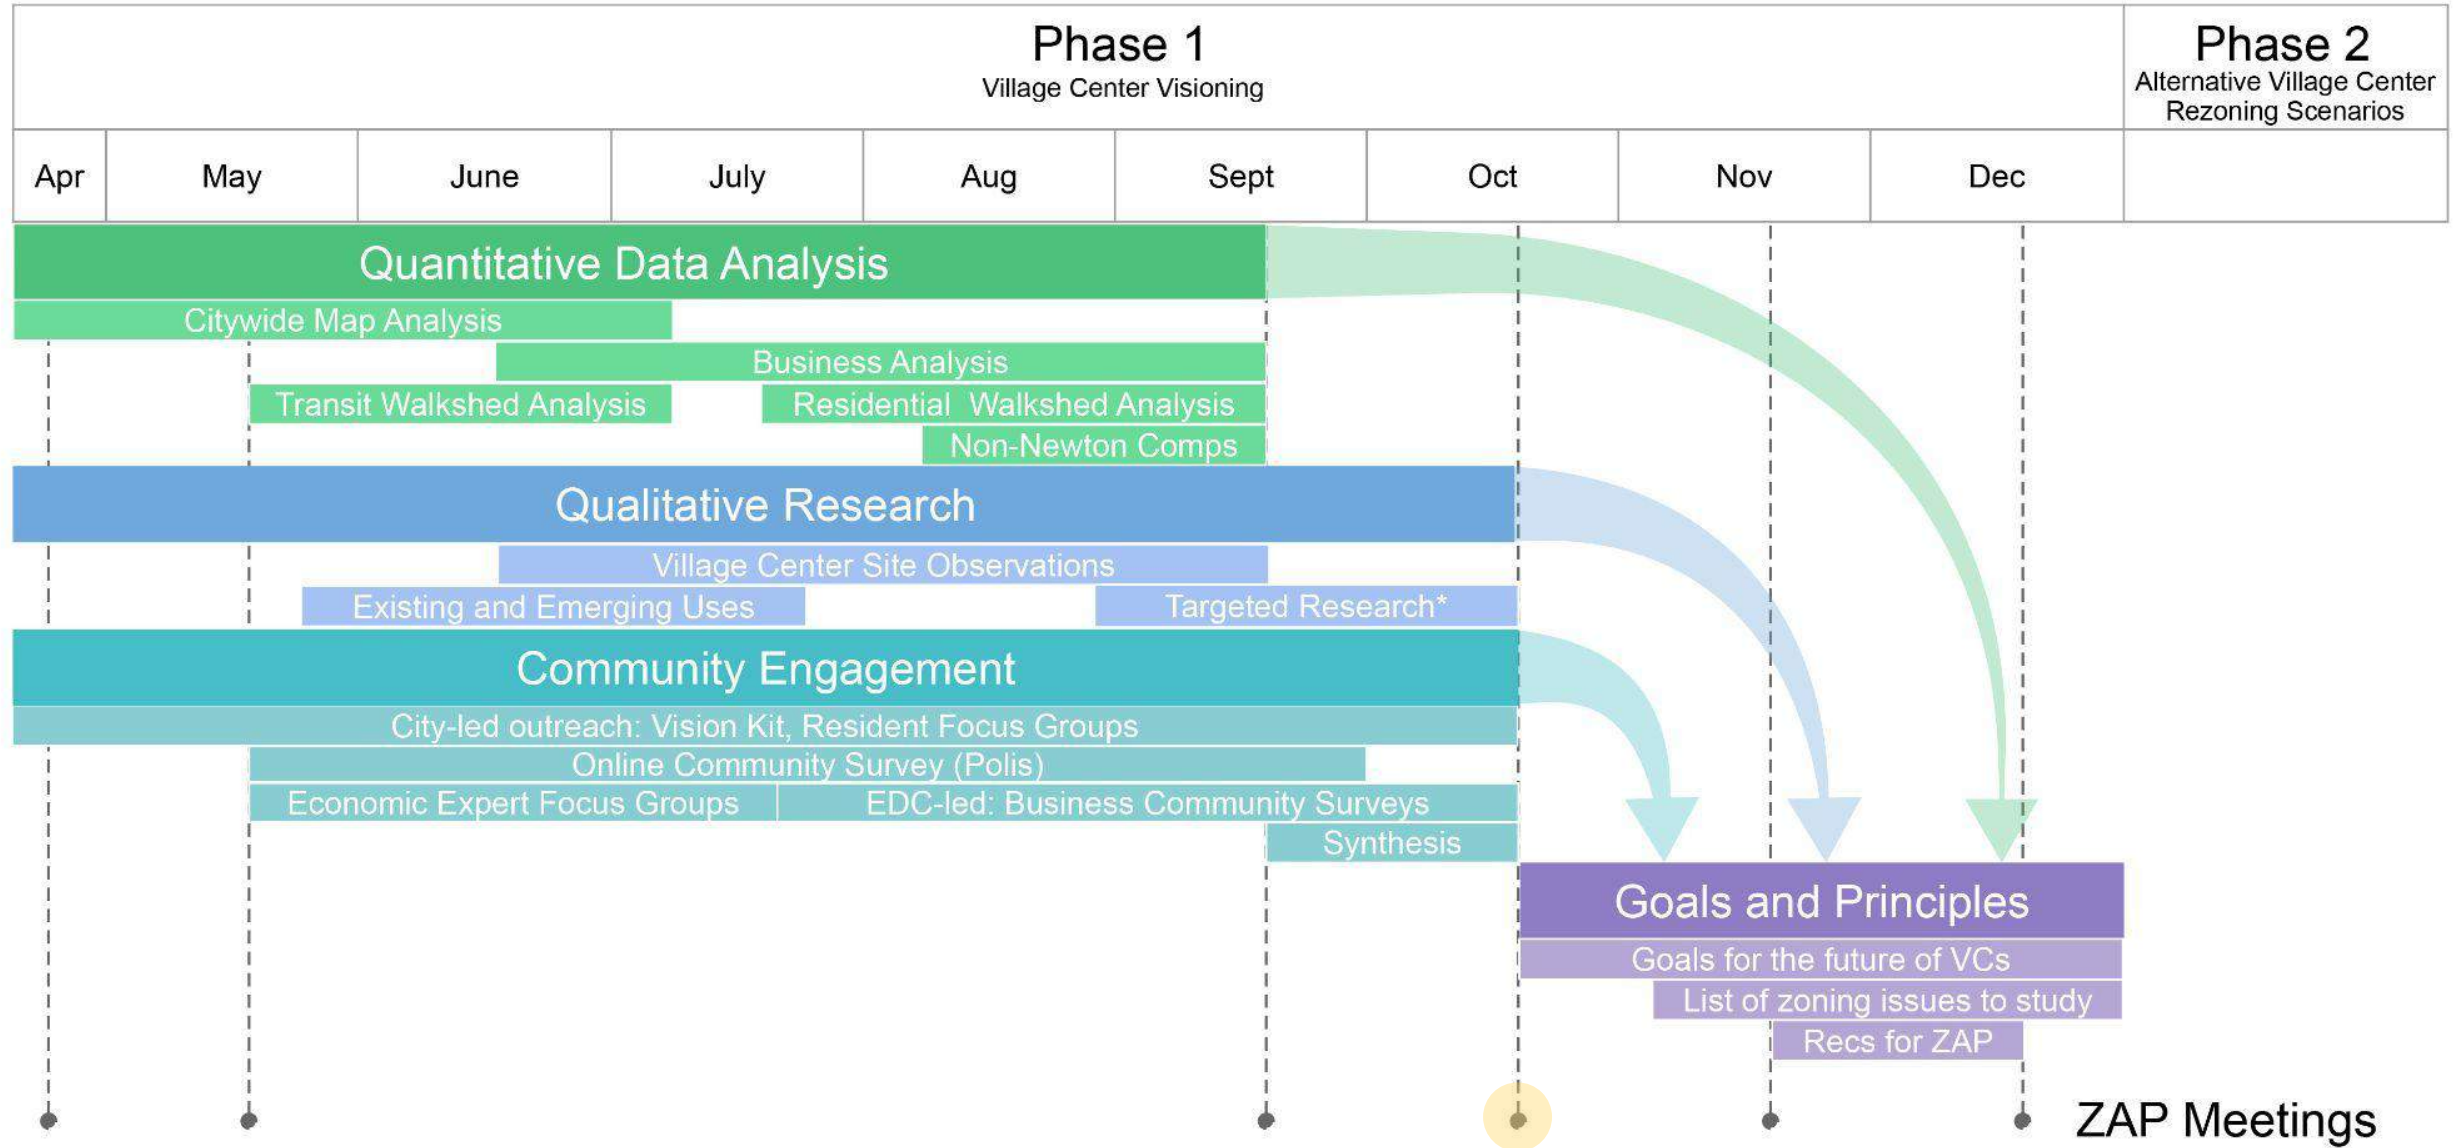 Phase 1
Village Center Visioning
Phase 2
Alternative Village Center
Rezoning Scenarios
Apr
May
June
July
Aug
Sept
Oct
Nov
Dec
Quantitative Data Analysis
Citywide Map Analysis
Business Analysis
Transit Walkshed Analysis
Residential Walkshed Analysis
Non-Newton Comps
Qualitative Research
Village Center Site Observations
Existing and Emerging Uses
Targeted Research*
Community Engagement
City-led outreach: Vision Kit, Resident Focus Groups
Online Community Survey (Polis)
Economic Expert Focus Groups
EDC-led: Business Community Surveys
Synthesis
Goals and Principles
Goals for the future of VCs
List of zoning issues to study
Recs for ZAP
ZAP Meetings